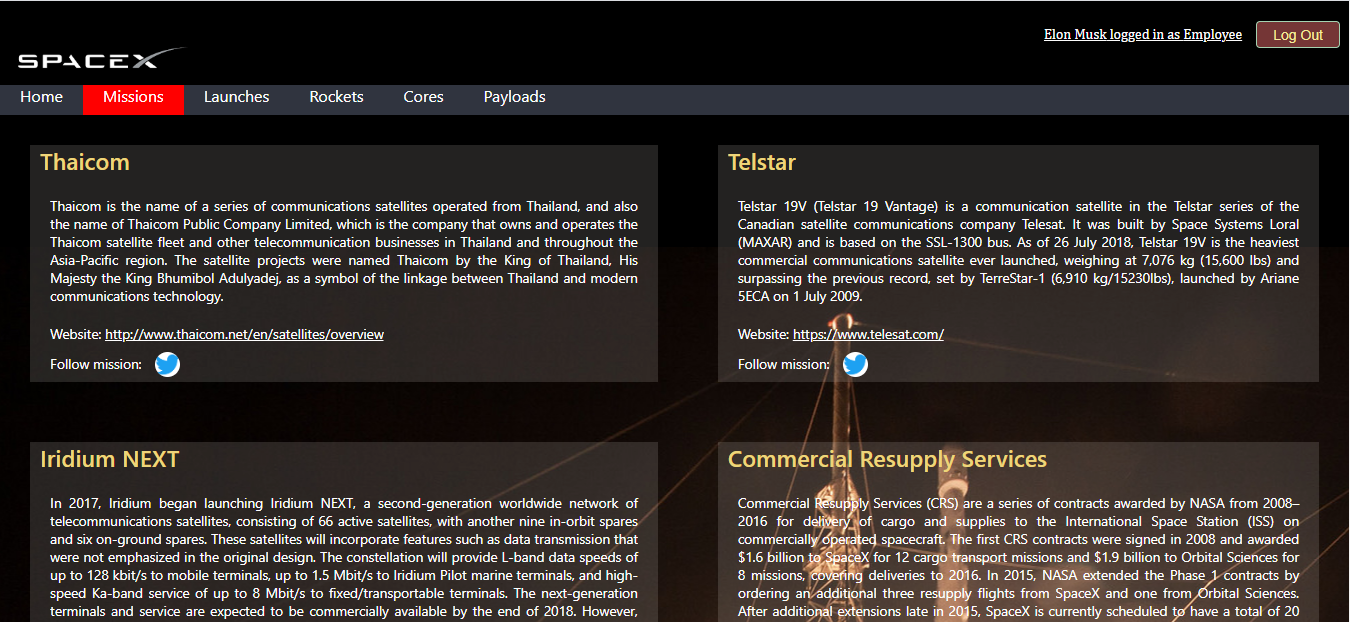 Elon Musk logged in as Employee
Log Out
SPACEX
Home Missions Launches Rockets Cores Payloads
Thaicom
Thaicom is the name of a series of communications satellites operated from Thailand, and also
the name of Thaicom Public Company Limited, which is the company that owns and operates the
Thaicom satellite fleet and other telecommunication businesses in Thailand and throughout the
Asia-Pacific region. The satellite projects were named Thaicom by the King of Thailand, His
Majesty the King Bhumibol Adulyadej, as a symbol of the linkage between Thailand and modern
communications technology.
Website: http://www.thaicom.net/en/satellites/overview
Follow mission:
Telstar
Telstar 19V (Telstar 19 Vantage) is a communication satellite in the Telstar series of the
Canadian satellite communications company Telesat. It was built by Space Systems Loral
(MAXAR) and is based on the SSL-1300 bus. As of 26 July 2018, Telstar 19V is the heaviest
commercial communications satellite ever launched, weighing at 7,076 kg (15,600 lbs) and
surpassing the previous record, set by TerreStar-1 (6,910 kg/15230lbs), launched by Ariane
5ECA on 1 July 2009.
Website: https://www.telesat.com/
Follow mission:
Iridium NEXT
In 2017, Iridium began launching Iridium NEXT, a second-generation worldwide network of
telecommunications satellites, consisting of 66 active satellites, with another nine in-orbit spares
and six on-ground spares. These satellites will incorporate features such as data transmission that
were not emphasized in the original design. The constellation will provide L-band data speeds of
up to 128 kbit/s to mobile terminals, up to 1.5 Mbit/s to Iridium Pilot marine terminals, and high-
speed Ka-band service of up to 8 Mbit/s to fixed/transportable terminals. The next-generation
terminals and service are expected to be commercially available by the end of 2018. However,
Commercial Resupply Services
Commercial Resupply Services (CRS) are a series of contracts awarded by NASA from 2008–
2016 for delivery of cargo and supplies to the International Space Station (ISS) on
commercially operated spacecraft. The first CRS contracts were signed in 2008 and awarded
$1.6 billion to SpaceX for 12 cargo transport missions and $1.9 billion to Orbital Sciences for
8 missions, covering deliveries to 2016. In 2015, NASA extended the Phase 1 contracts by
ordering an additional three resupply flights from SpaceX and one from Orbital Sciences.
After additional extensions late in 2015, SpaceX is currently scheduled to have a total of 20